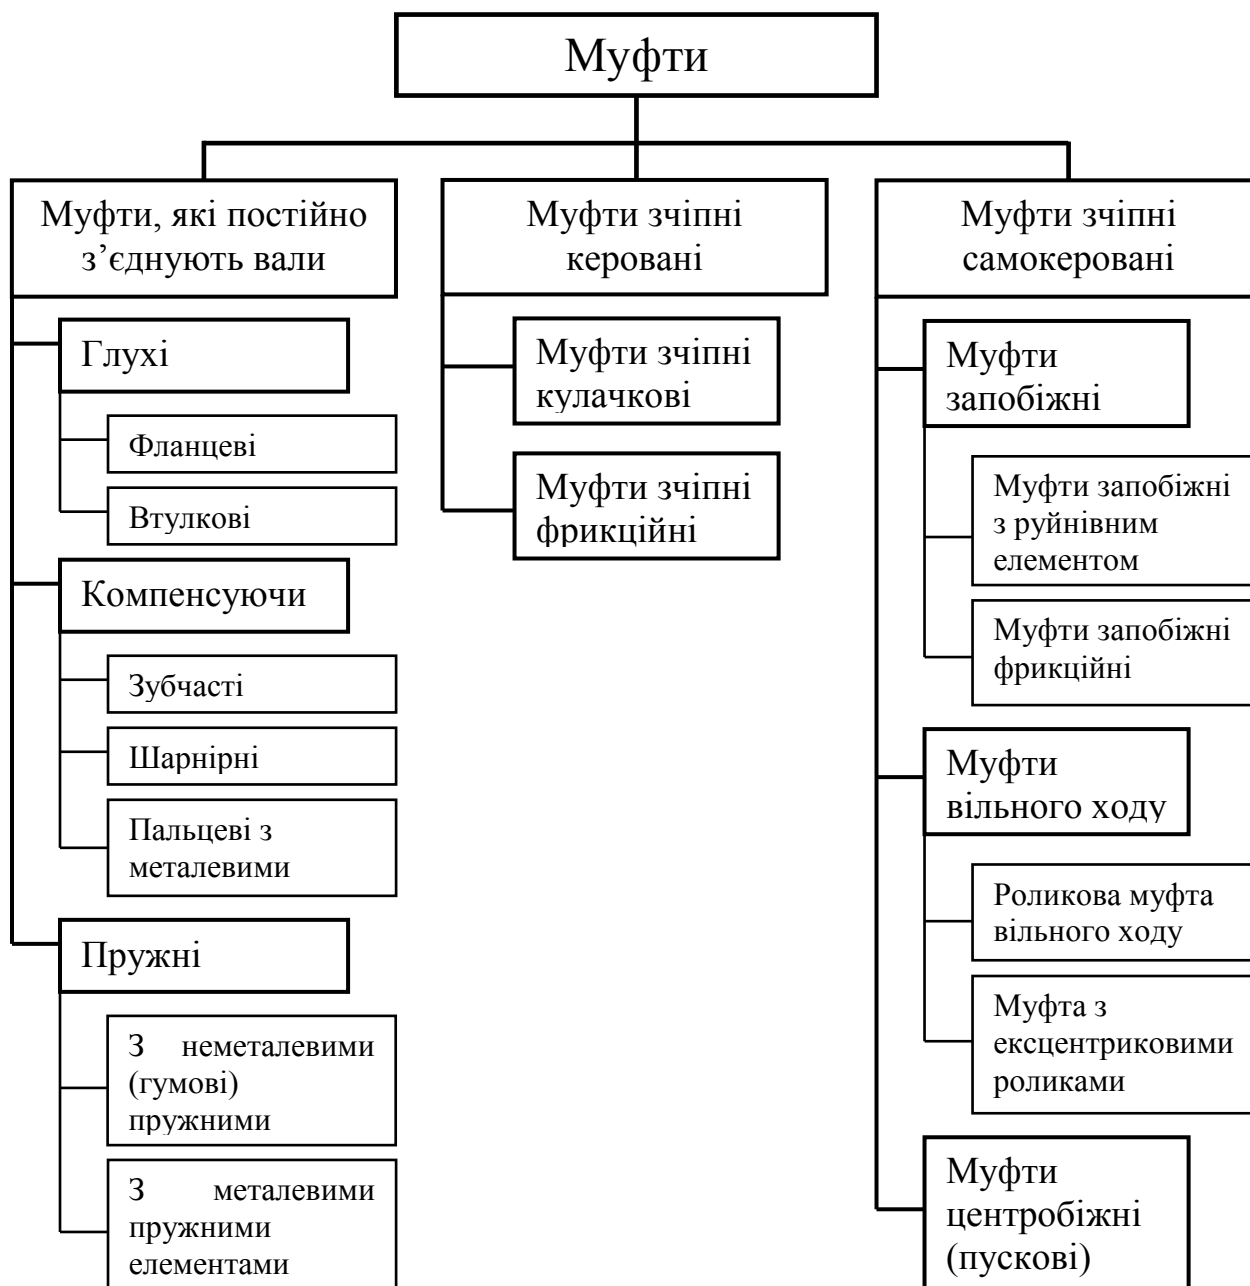 Муфти
Муфти, які постійно
з’єднують вали
Глухі
Фланцеві
Втулкові
Компенсуючи
Зубчасті
Шарнірні
Пальцеві з
металевими
Пружні
З неметалевими
(гумові)
пружними
З металевими
пружними
елементами
Муфти зчіпні
керовані
Муфти зчіпні
кулачкові
Муфти зчіпні
фрикційні
Муфти зчіпні
самокеровані
Муфти
запобіжні
Муфти запобіжні
з руйнівним
елементом
Муфти запобіжні
фрикційні
Муфти
вільного ходу
Роликова муфта
вільного ходу
Муфта з
ексцентриковими
роликами
Муфти
центробіжні
(пускові)